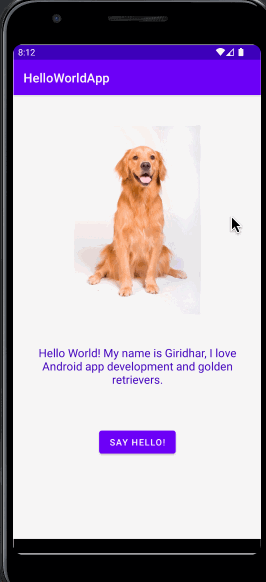 8:12
HelloWorldApp
Hello World! My name is Giridhar, I love
Android app development and golden
retrievers.
SAY HELLO!